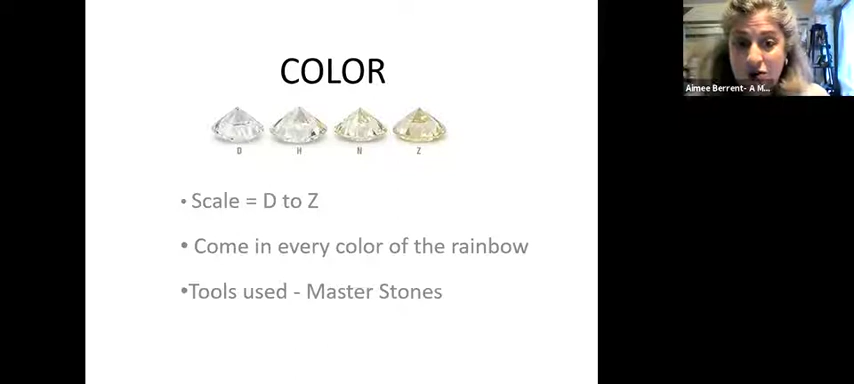 COLOR
D H N Z
• Scale = D to Z
• Come in every color of the rainbow
•Tools used - Master Stones
Aimee Berrent- A M...